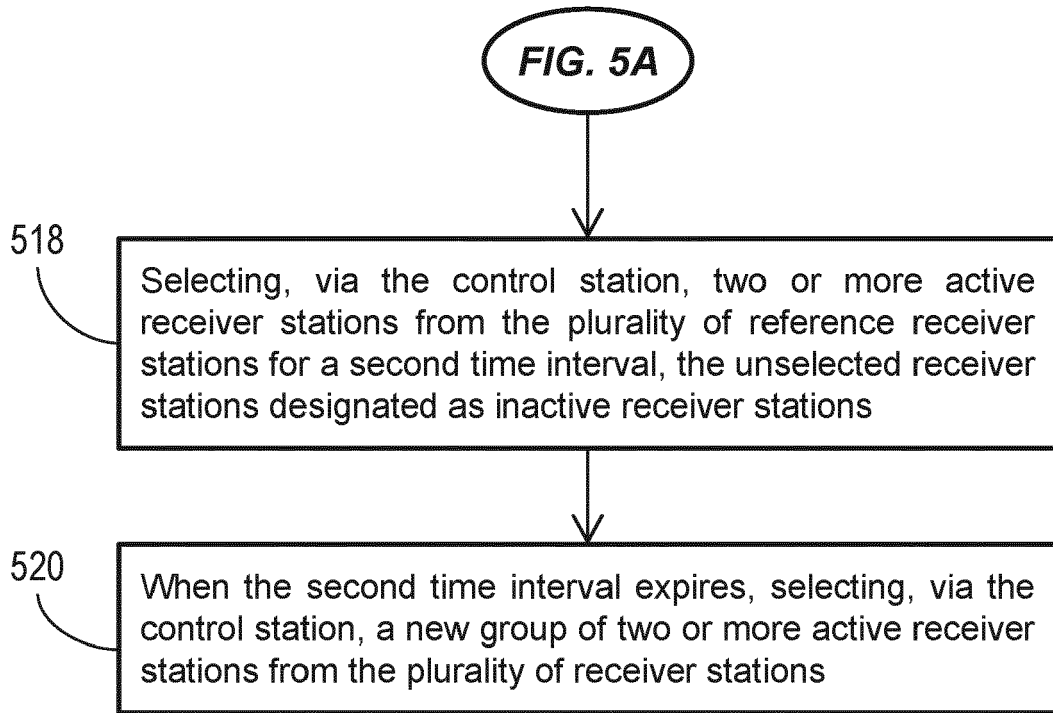 FIG. 5A
518
Selecting, via the control station, two or more active
receiver stations from the plurality of reference receiver
stations for a second time interval, the unselected receiver
stations designated as inactive receiver stations
520
When the second time interval expires, selecting, via the
control station, a new group of two or more active receiver
stations from the plurality of receiver stations